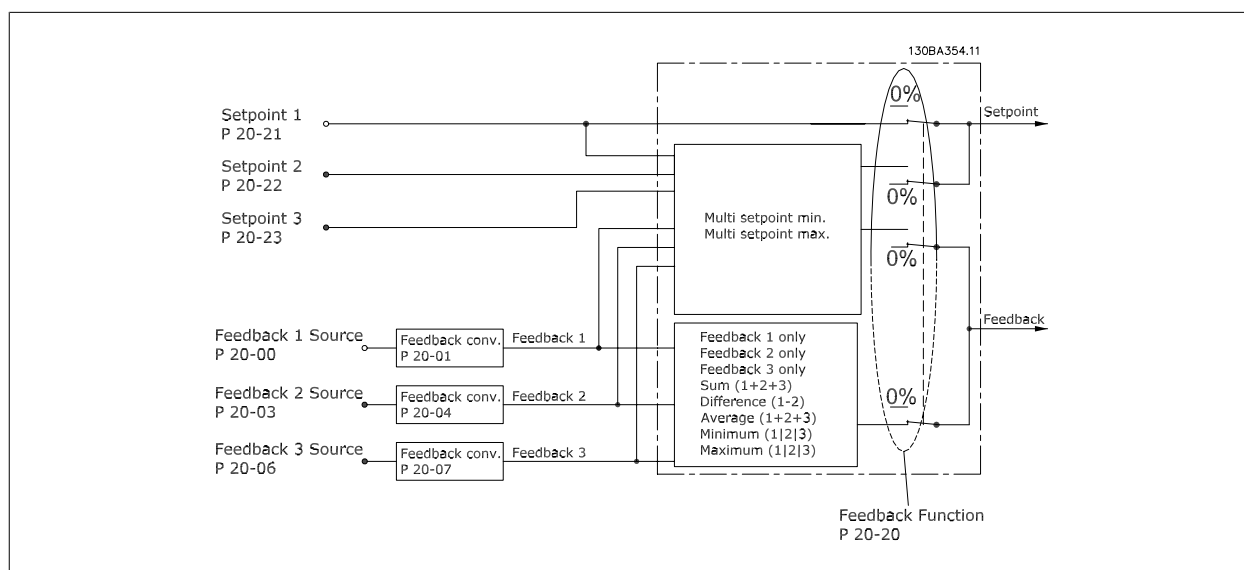 130BA354.11
0%
Setpoint 1
P 20-21
Setpoint
Setpoint 2
P 20-22
0%
Setpoint 3
P 20-23
Multi setpoint min.
Multi setpoint max.
0%
Feedback 1 Source
P 20-00
Feedback conv.
P 20-01
Feedback 1
Feedback 2 Source
P 20-03
Feedback conv.
P 20-04
Feedback 2
Feedback 3 Source
P 20-06
Feedback conv.
P 20-07
Feedback 3
Feedback 1 only
Feedback 2 only
Feedback 3 only
Sum (1+2+3)
Difference (1-2)
Average (1+2+3)
Minimum (1|2|3)
Maximum (1|2|3)
Feedback
0%
Feedback Function
P 20-20